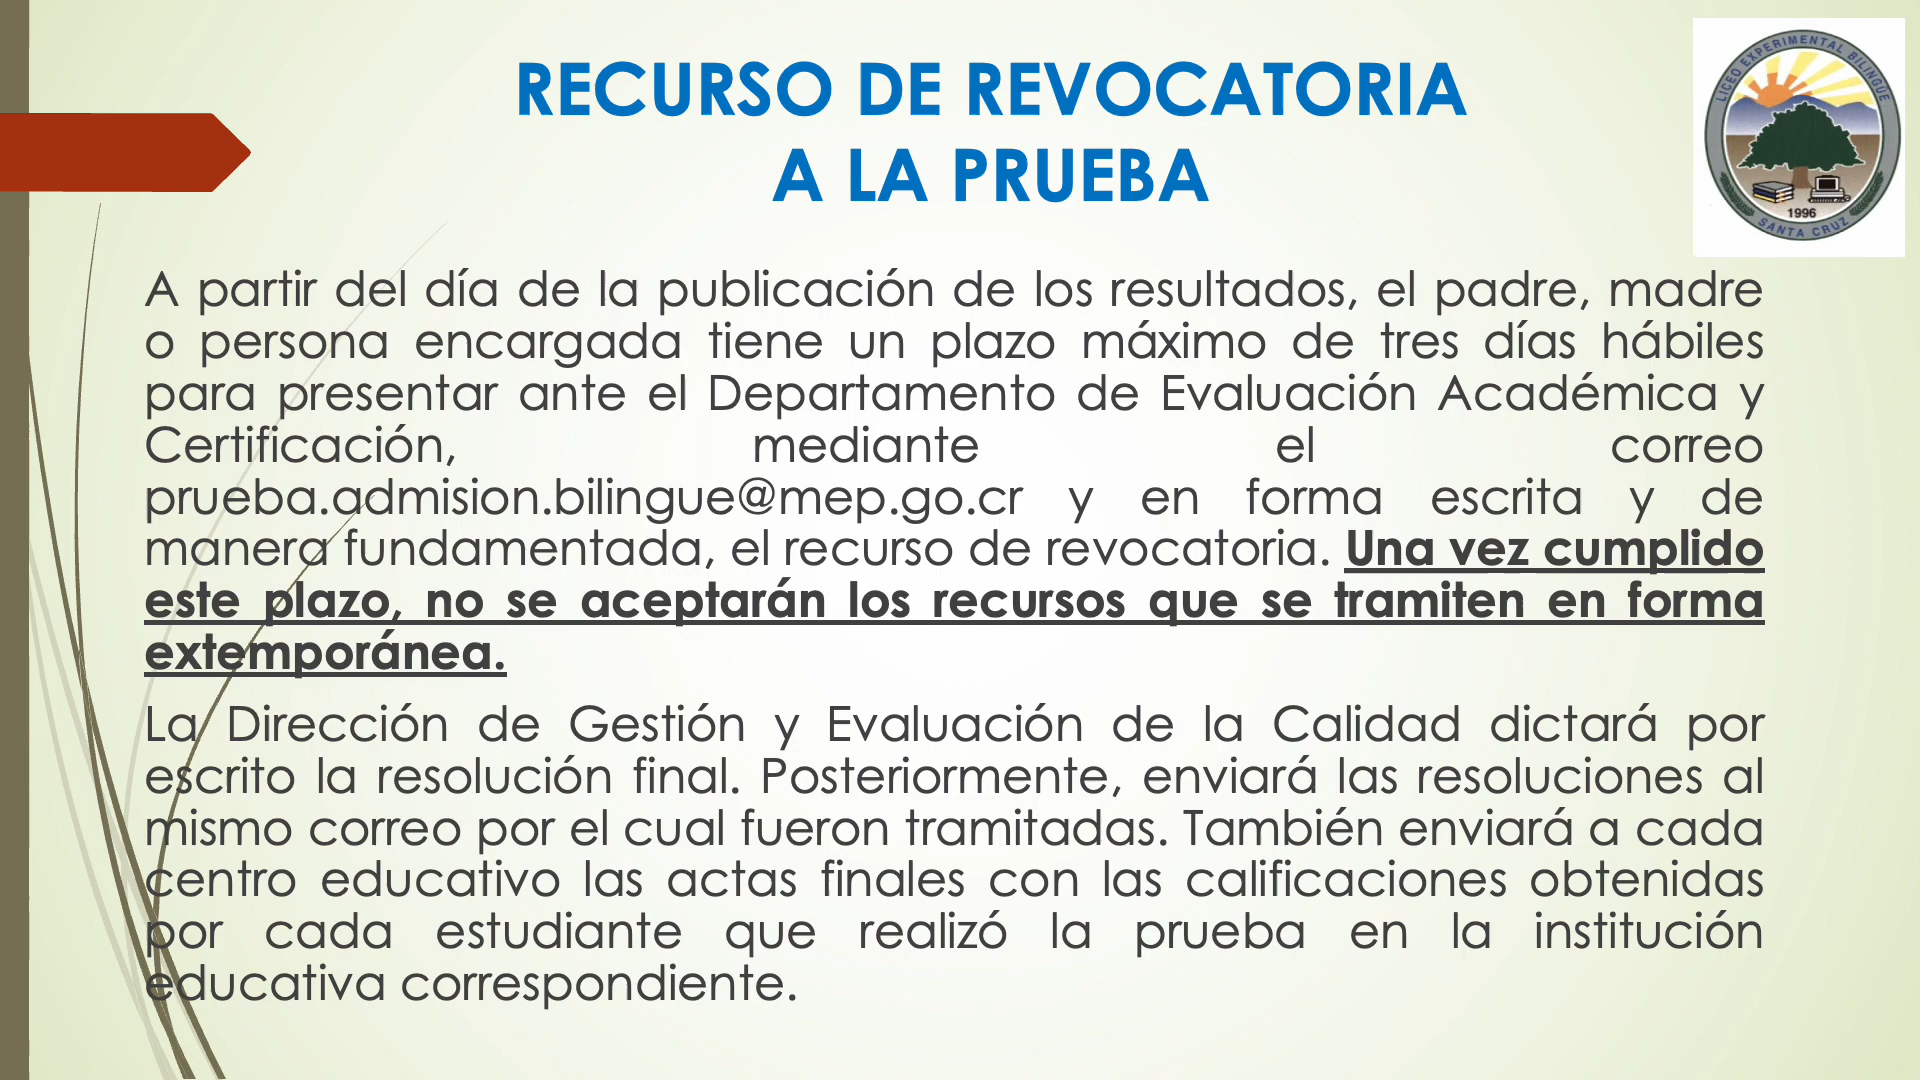 RECURSO DE REVOCATORIA
A LA PRUEBA
LICEO EXPERIMENTAL BILINGÜE
1996
SANTA CRUZ
A partir del día de la publicación de los resultados, el padre, madre
o persona encargada tiene un plazo máximo de tres días hábiles
para presentar ante el Departamento de Evaluación Académica y
Certificación, mediante el correo
prueba.admision.bilingue@mep.go.cr y en forma escrita y de
manera fundamentada, el recurso de revocatoria. Una vez cumplido
este plazo, no se aceptarán los recursos que se tramiten en forma
extemporánea.
La Dirección de Gestión y Evaluación de la Calidad dictará por
escrito la resolución final. Posteriormente, enviará las resoluciones al
mismo correo por el cual fueron tramitadas. También enviará a cada
centro educativo las actas finales con las calificaciones obtenidas
por cada estudiante que realizó la prueba en la institución
educativa correspondiente.